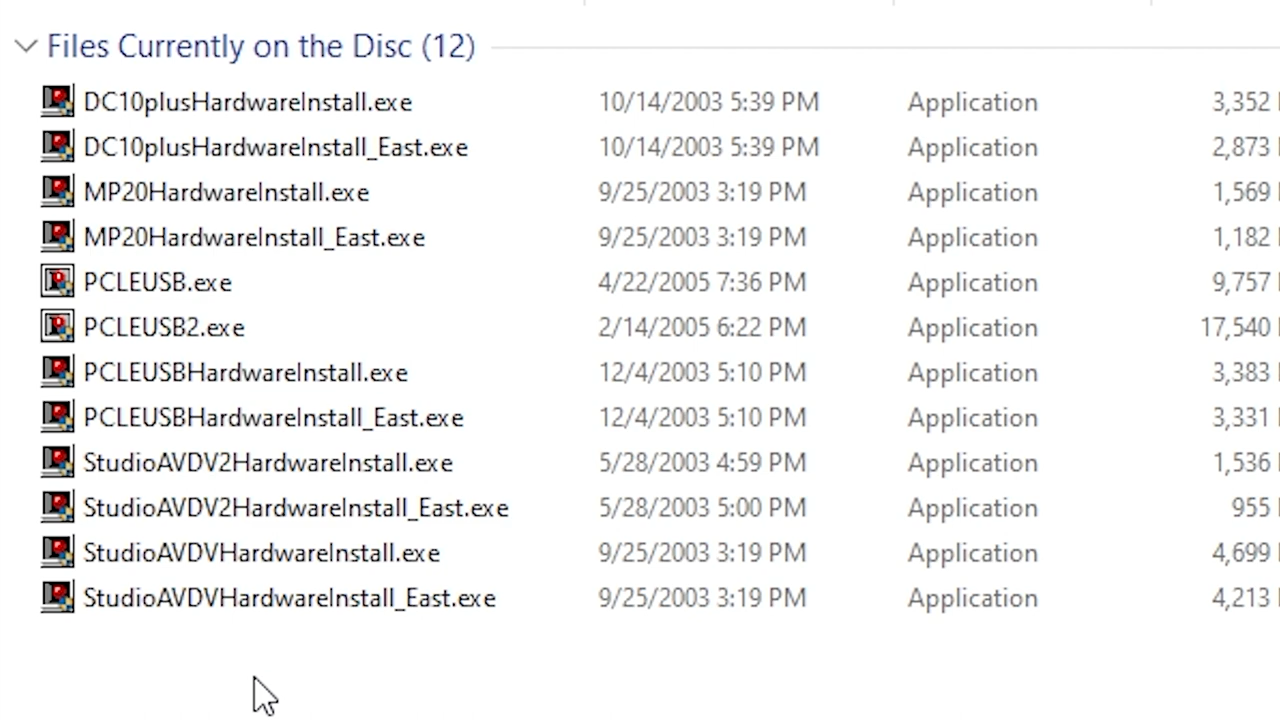 Files Currently on the Disc (12)
DC10plusHardwareInstall.exe 10/14/2003 5:39 PM Application 3,352
DC10plusHardwareInstall_East.exe 10/14/2003 5:39 PM Application 2,873
MP20HardwareInstall.exe 9/25/2003 3:19 PM Application 1,569
MP20HardwareInstall_East.exe 9/25/2003 3:19 PM Application 1,182
PCLEUSB.exe 4/22/2005 7:36 PM Application 9,757
PCLEUSB2.exe 2/14/2005 6:22 PM Application 17,540
PCLEUSBHardwareInstall.exe 12/4/2003 5:10 PM Application 3,383
PCLEUSBHardwareInstall_East.exe 12/4/2003 5:10 PM Application 3,331
StudioAVDV2HardwareInstall.exe 5/28/2003 4:59 PM Application 1,536
StudioAVDV2HardwareInstall_East.exe 5/28/2003 5:00 PM Application 955
StudioAVDVHardwareInstall.exe 9/25/2003 3:19 PM Application 4,699
StudioAVDVHardwareInstall_East.exe 9/25/2003 3:19 PM Application 4,213